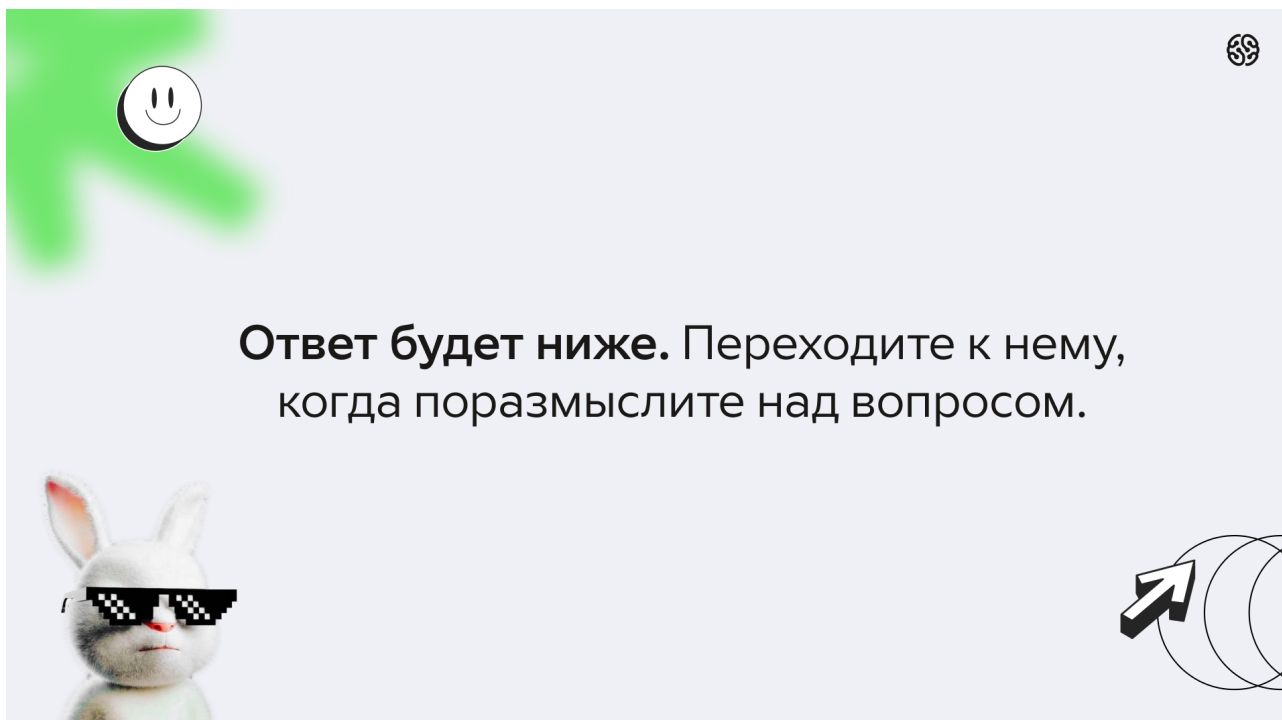 Ответ будет ниже. Переходите к нему,
когда поразмыслите над вопросом.